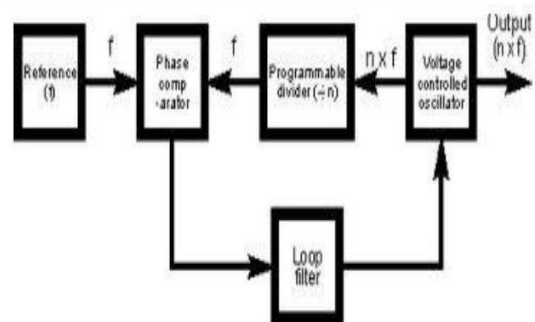 Output
(n x f)
f
f
n x f
Reference
(f)
Phase
comp
-arator
Programmable
divider (÷ n)
Voltage
controlled
oscillator
Loop
filter